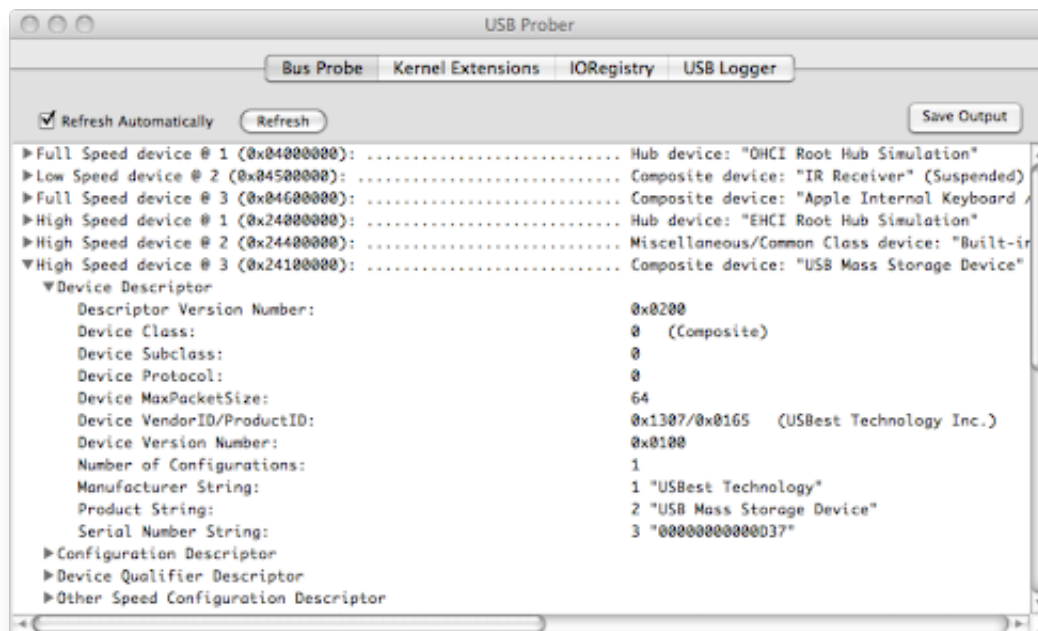 USB Prober
Bus Probe Kernel Extensions IORegistry USB Logger
Refresh Automatically Refresh Save Output
Full Speed device @ 1 (0x04000000): ............................ Hub device: "OHCI Root Hub Simulation"
Low Speed device @ 2 (0x04500000): ............................. Composite device: "IR Receiver" (Suspended)
Full Speed device @ 3 (0x04600000): ............................ Composite device: "Apple Internal Keyboard /
High Speed device @ 1 (0x24000000): ............................ Hub device: "EHCI Root Hub Simulation"
High Speed device @ 2 (0x24400000): ............................ Miscellaneous/Common Class device: "Built-in
High Speed device @ 3 (0x24100000): ............................ Composite device: "USB Mass Storage Device"
Device Descriptor
Descriptor Version Number: 0x0200
Device Class: 0 (Composite)
Device Subclass: 0
Device Protocol: 0
Device MaxPacketSize: 64
Device VendorID/ProductID: 0x1307/0x0165 (USBest Technology Inc.)
Device Version Number: 0x0100
Number of Configurations: 1
Manufacturer String: 1 "USBest Technology"
Product String: 2 "USB Mass Storage Device"
Serial Number String: 3 "00000000000D37"
Configuration Descriptor
Device Qualifier Descriptor
Other Speed Configuration Descriptor